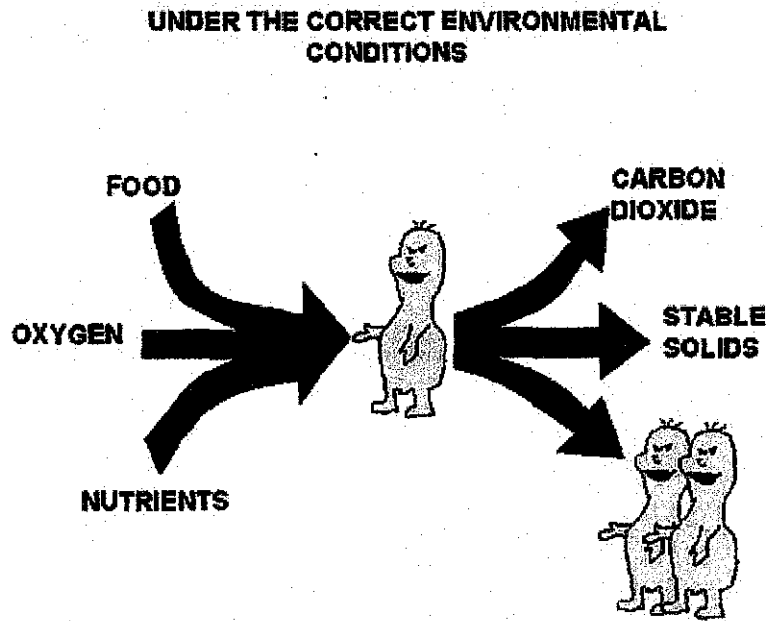 UNDER THE CORRECT ENVIRONMENTAL
CONDITIONS
FOOD
OXYGEN
NUTRIENTS
CARBON
DIOXIDE
STABLE
SOLIDS